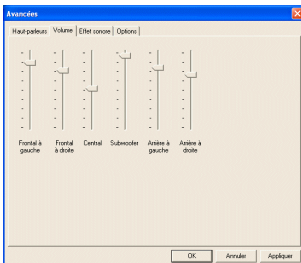 Avancées
Haut-parleurs Volume Effet sonore Options
Frontal à gauche
Frontal à droite
Central
Subwoofer
Arrière à gauche
Arrière à droite
OK Annuler Appliquer